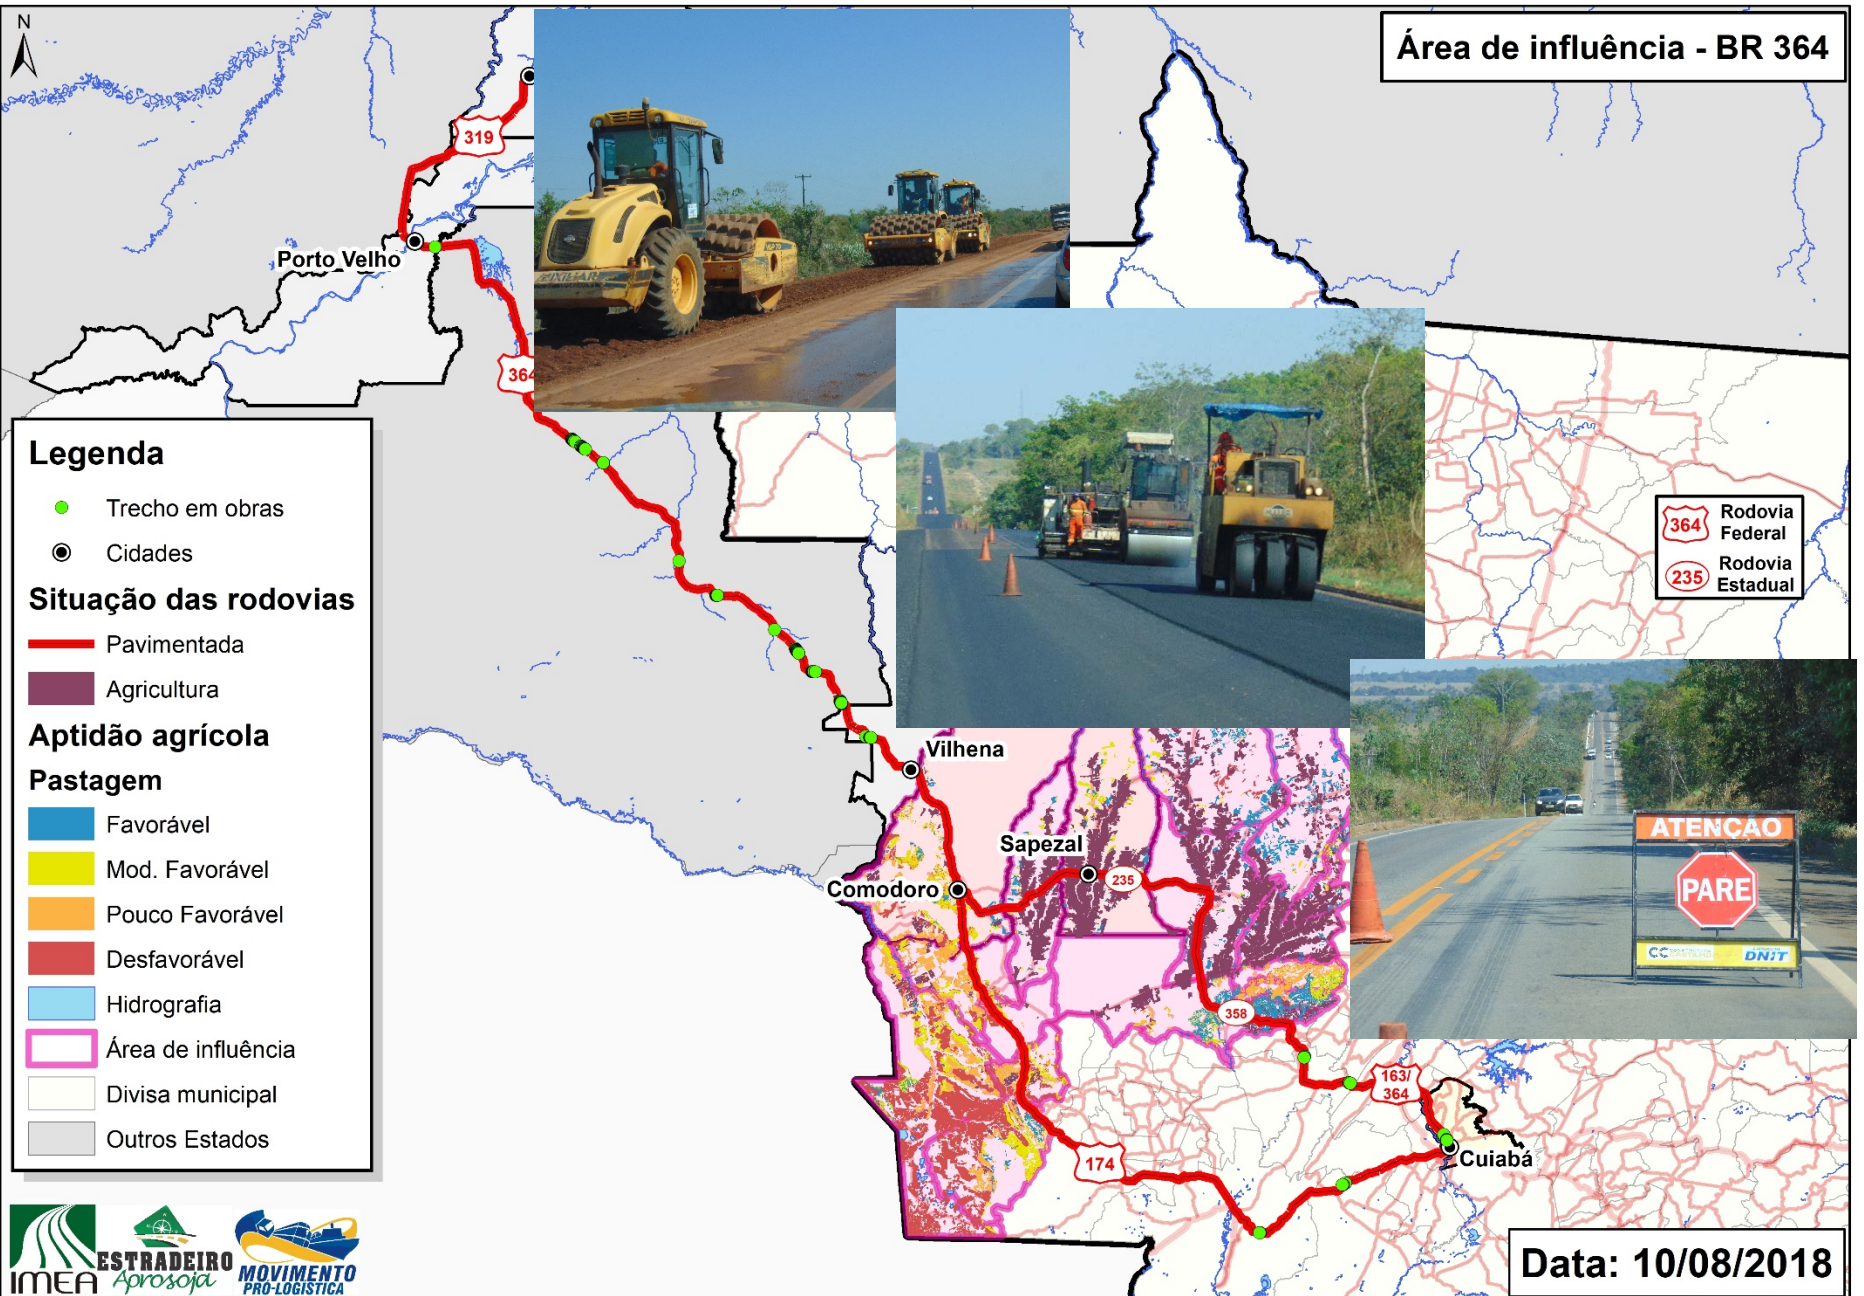 N
Área de influência - BR 364
319
Porto Velho
364
Legenda
Trecho em obras
Cidades
Situação das rodovias
Pavimentada
Agricultura
Aptidão agrícola
Pastagem
Favorável
Mod. Favorável
Pouco Favorável
Desfavorável
Hidrografia
Área de influência
Divisa municipal
Outros Estados
364 Rodovia
Federal
235 Rodovia
Estadual
ATENÇÃO
PARE
CC
DNIT
Vilhena
Sapezal
Comodoro
235
358
163/
364
174
Cuiabá
IMEA
ESTRADEIRO
Aprosoja
MOVIMENTO
PRÓ-LOGÍSTICA
Data: 10/08/2018